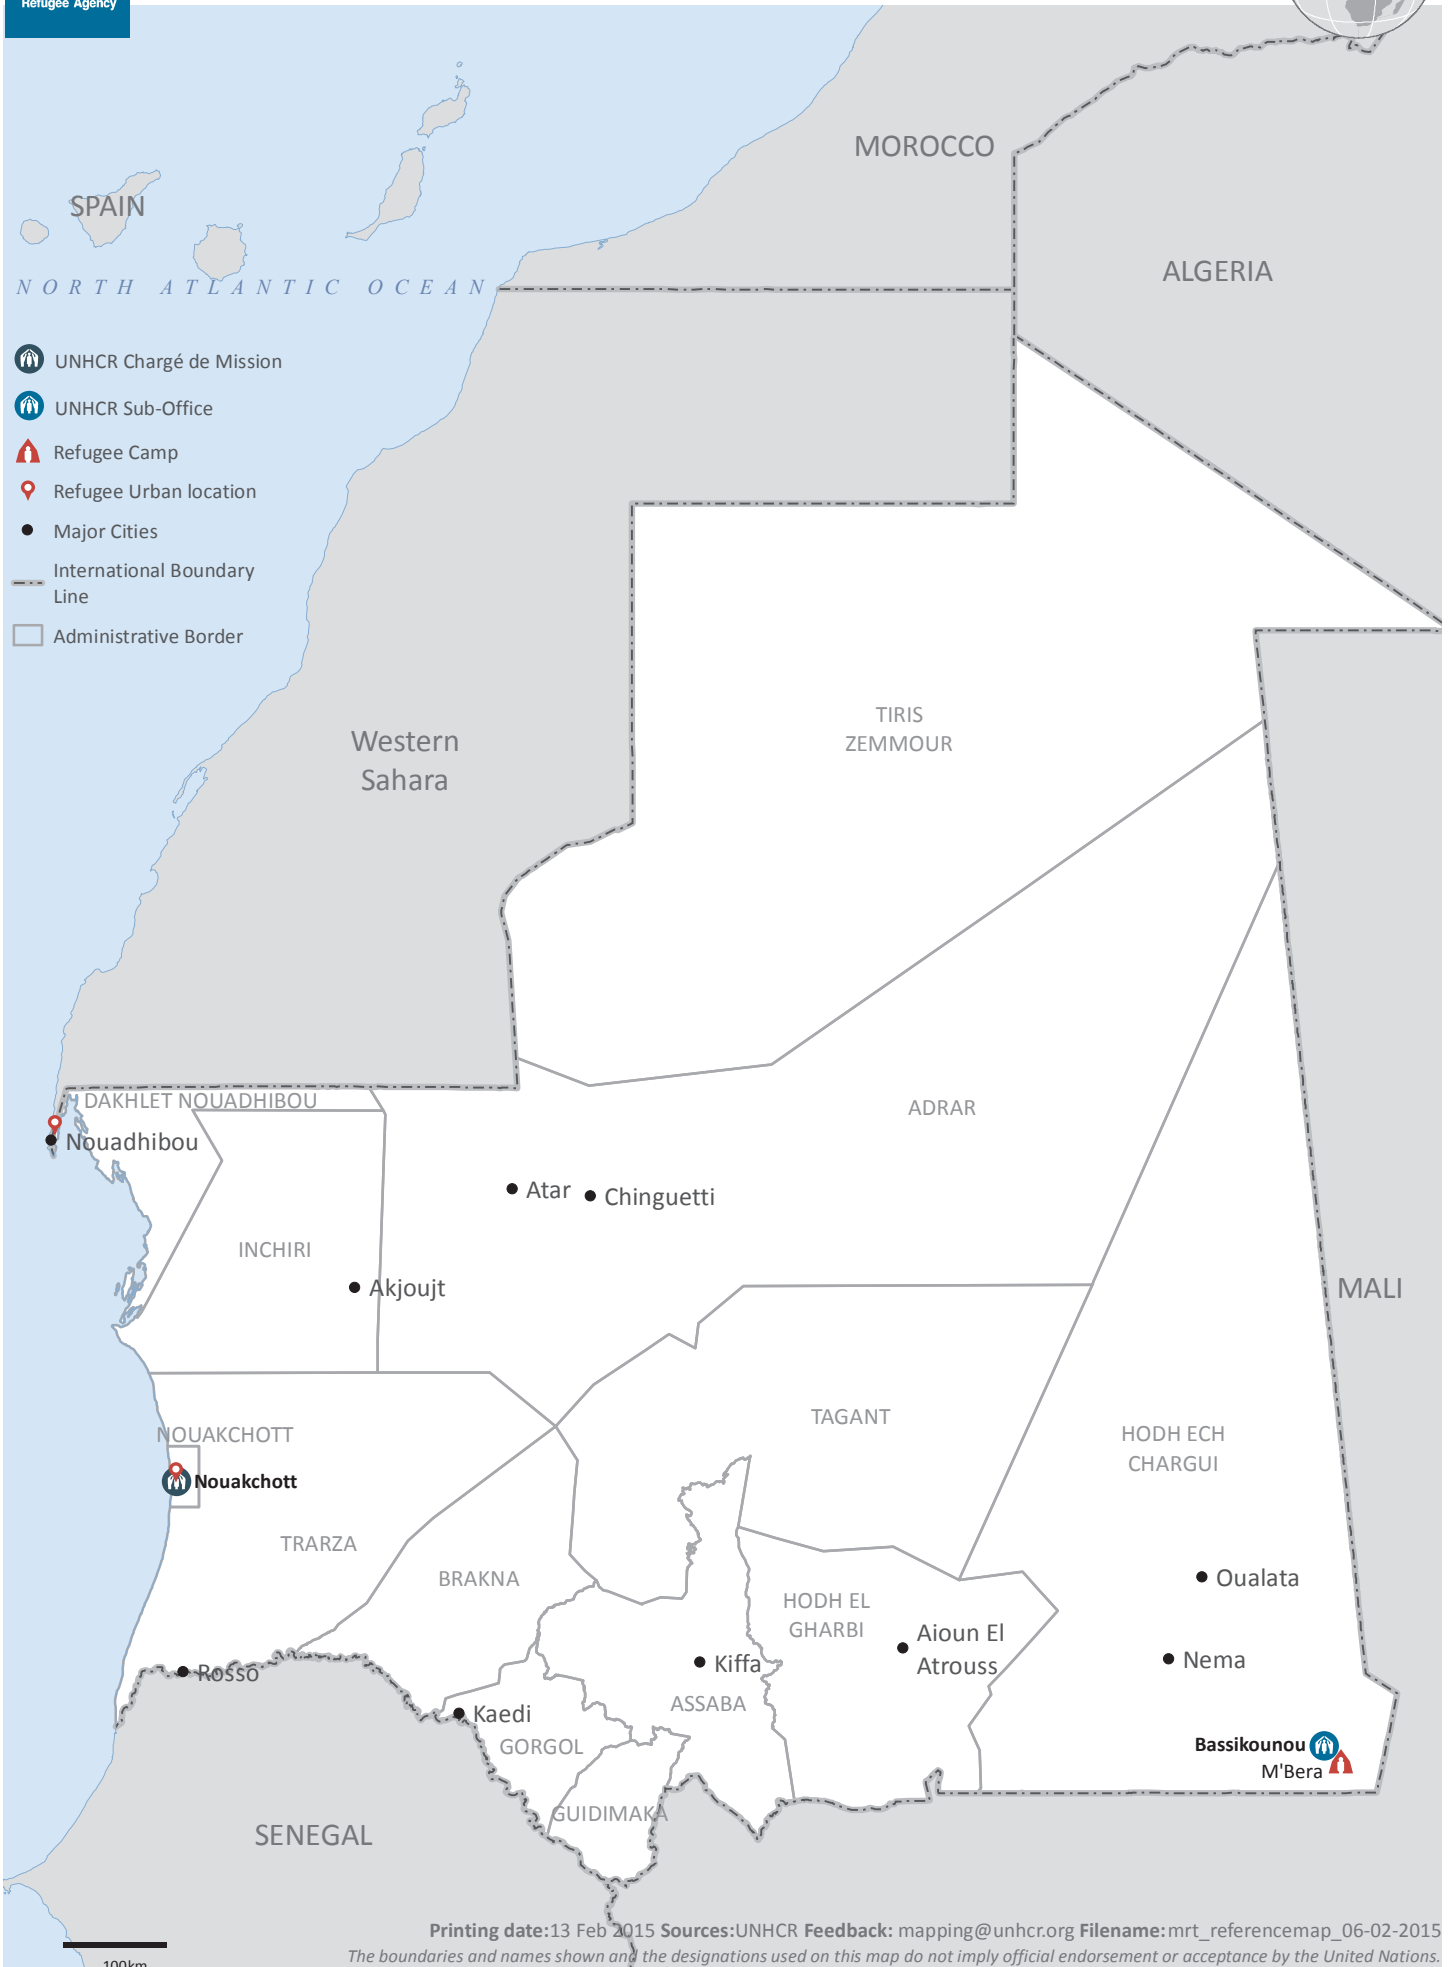 Refugee Agency
MOROCCO
SPAIN
ALGERIA
NORTH ATLANTIC OCEAN
UNHCR Chargé de Mission
UNHCR Sub-Office
Refugee Camp
Refugee Urban location
Major Cities
International Boundary
Line
Administrative Border
TIRIS
ZEMMOUR
Western
Sahara
DAKHLET NOUADHIBOU
ADRAR
Nouadhibou
Atar
Chinguetti
INCHIRI
Akjoujt
MALI
TAGANT
NOUAKCHOTT
HODH ECH
CHARGUI
Nouakchott
TRARZA
BRAKNA
Oualata
HODH EL
GHARBI
Aioun El
Atrouss
Kiffa
Nema
Rosso
ASSABA
Kaedi
GORGOL
Bassikounou
M'Bera
GUIDIMAKA
SENEGAL
Printing date:13 Feb 2015 Sources:UNHCR Feedback: mapping@unhcr.org Filename:mrt_referencemap_06-02-2015
The boundaries and names shown and the designations used on this map do not imply official endorsement or acceptance by the United Nations.
100km